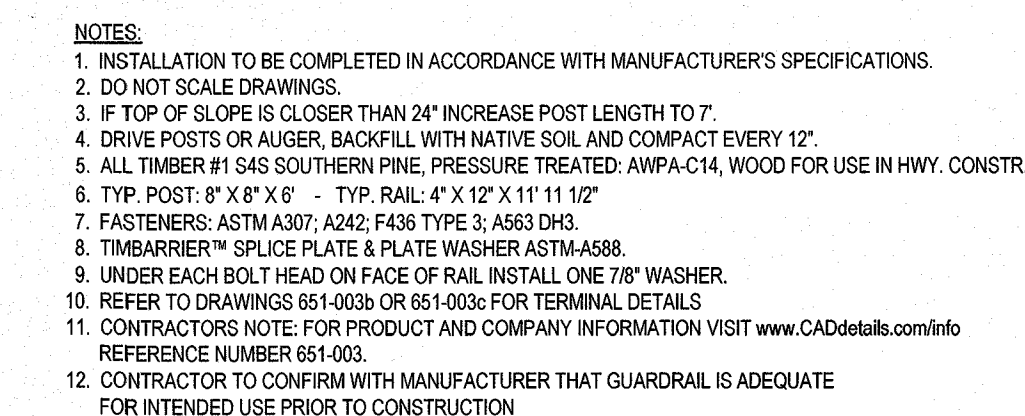 NOTES:
1. INSTALLATION TO BE COMPLETED IN ACCORDANCE WITH MANUFACTURER'S SPECIFICATIONS.
2. DO NOT SCALE DRAWINGS.
3. IF TOP OF SLOPE IS CLOSER THAN 24" INCREASE POST LENGTH TO 7'.
4. DRIVE POSTS OR AUGER, BACKFILL WITH NATIVE SOIL AND COMPACT EVERY 12".
5. ALL TIMBER #1 S4S SOUTHERN PINE, PRESSURE TREATED: AWPA-C14, WOOD FOR USE IN HWY. CONSTR
6. TYP. POST: 8" X 8" X 6' - TYP. RAIL: 4" X 12" X 11' 11 1/2"
7. FASTENERS: ASTM A307; A242; F436 TYPE 3; A563 DH3.
8. TIMBARRIER™ SPLICE PLATE & PLATE WASHER ASTM-A588.
9. UNDER EACH BOLT HEAD ON FACE OF RAIL INSTALL ONE 7/8" WASHER.
10. REFER TO DRAWINGS 651-003b OR 651-003c FOR TERMINAL DETAILS
11. CONTRACTORS NOTE: FOR PRODUCT AND COMPANY INFORMATION VISIT www.CADdetails.com/info
REFERENCE NUMBER 651-003.
12. CONTRACTOR TO CONFIRM WITH MANUFACTURER THAT GUARDRAIL IS ADEQUATE
FOR INTENDED USE PRIOR TO CONSTRUCTION